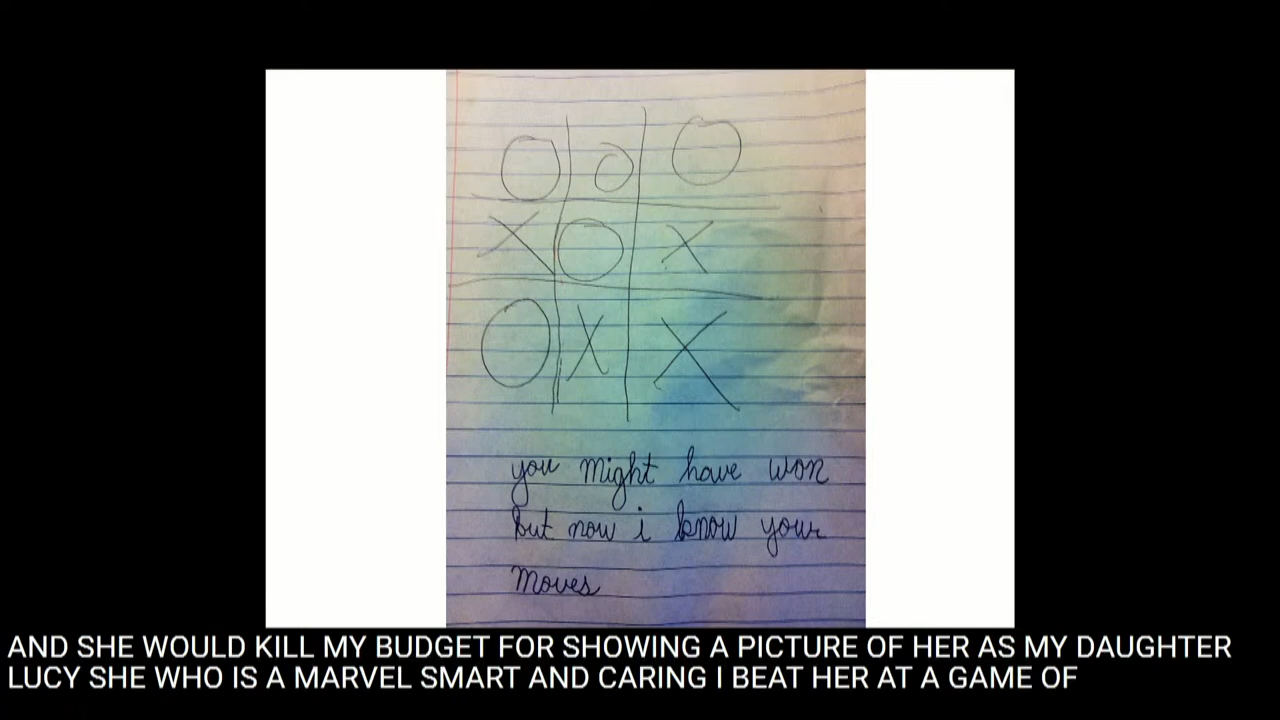 O O O
X O X
O X X
you might have won
but now i know your
moves
AND SHE WOULD KILL MY BUDGET FOR SHOWING A PICTURE OF HER AS MY DAUGHTER
LUCY SHE WHO IS A MARVEL SMART AND CARING I BEAT HER AT A GAME OF